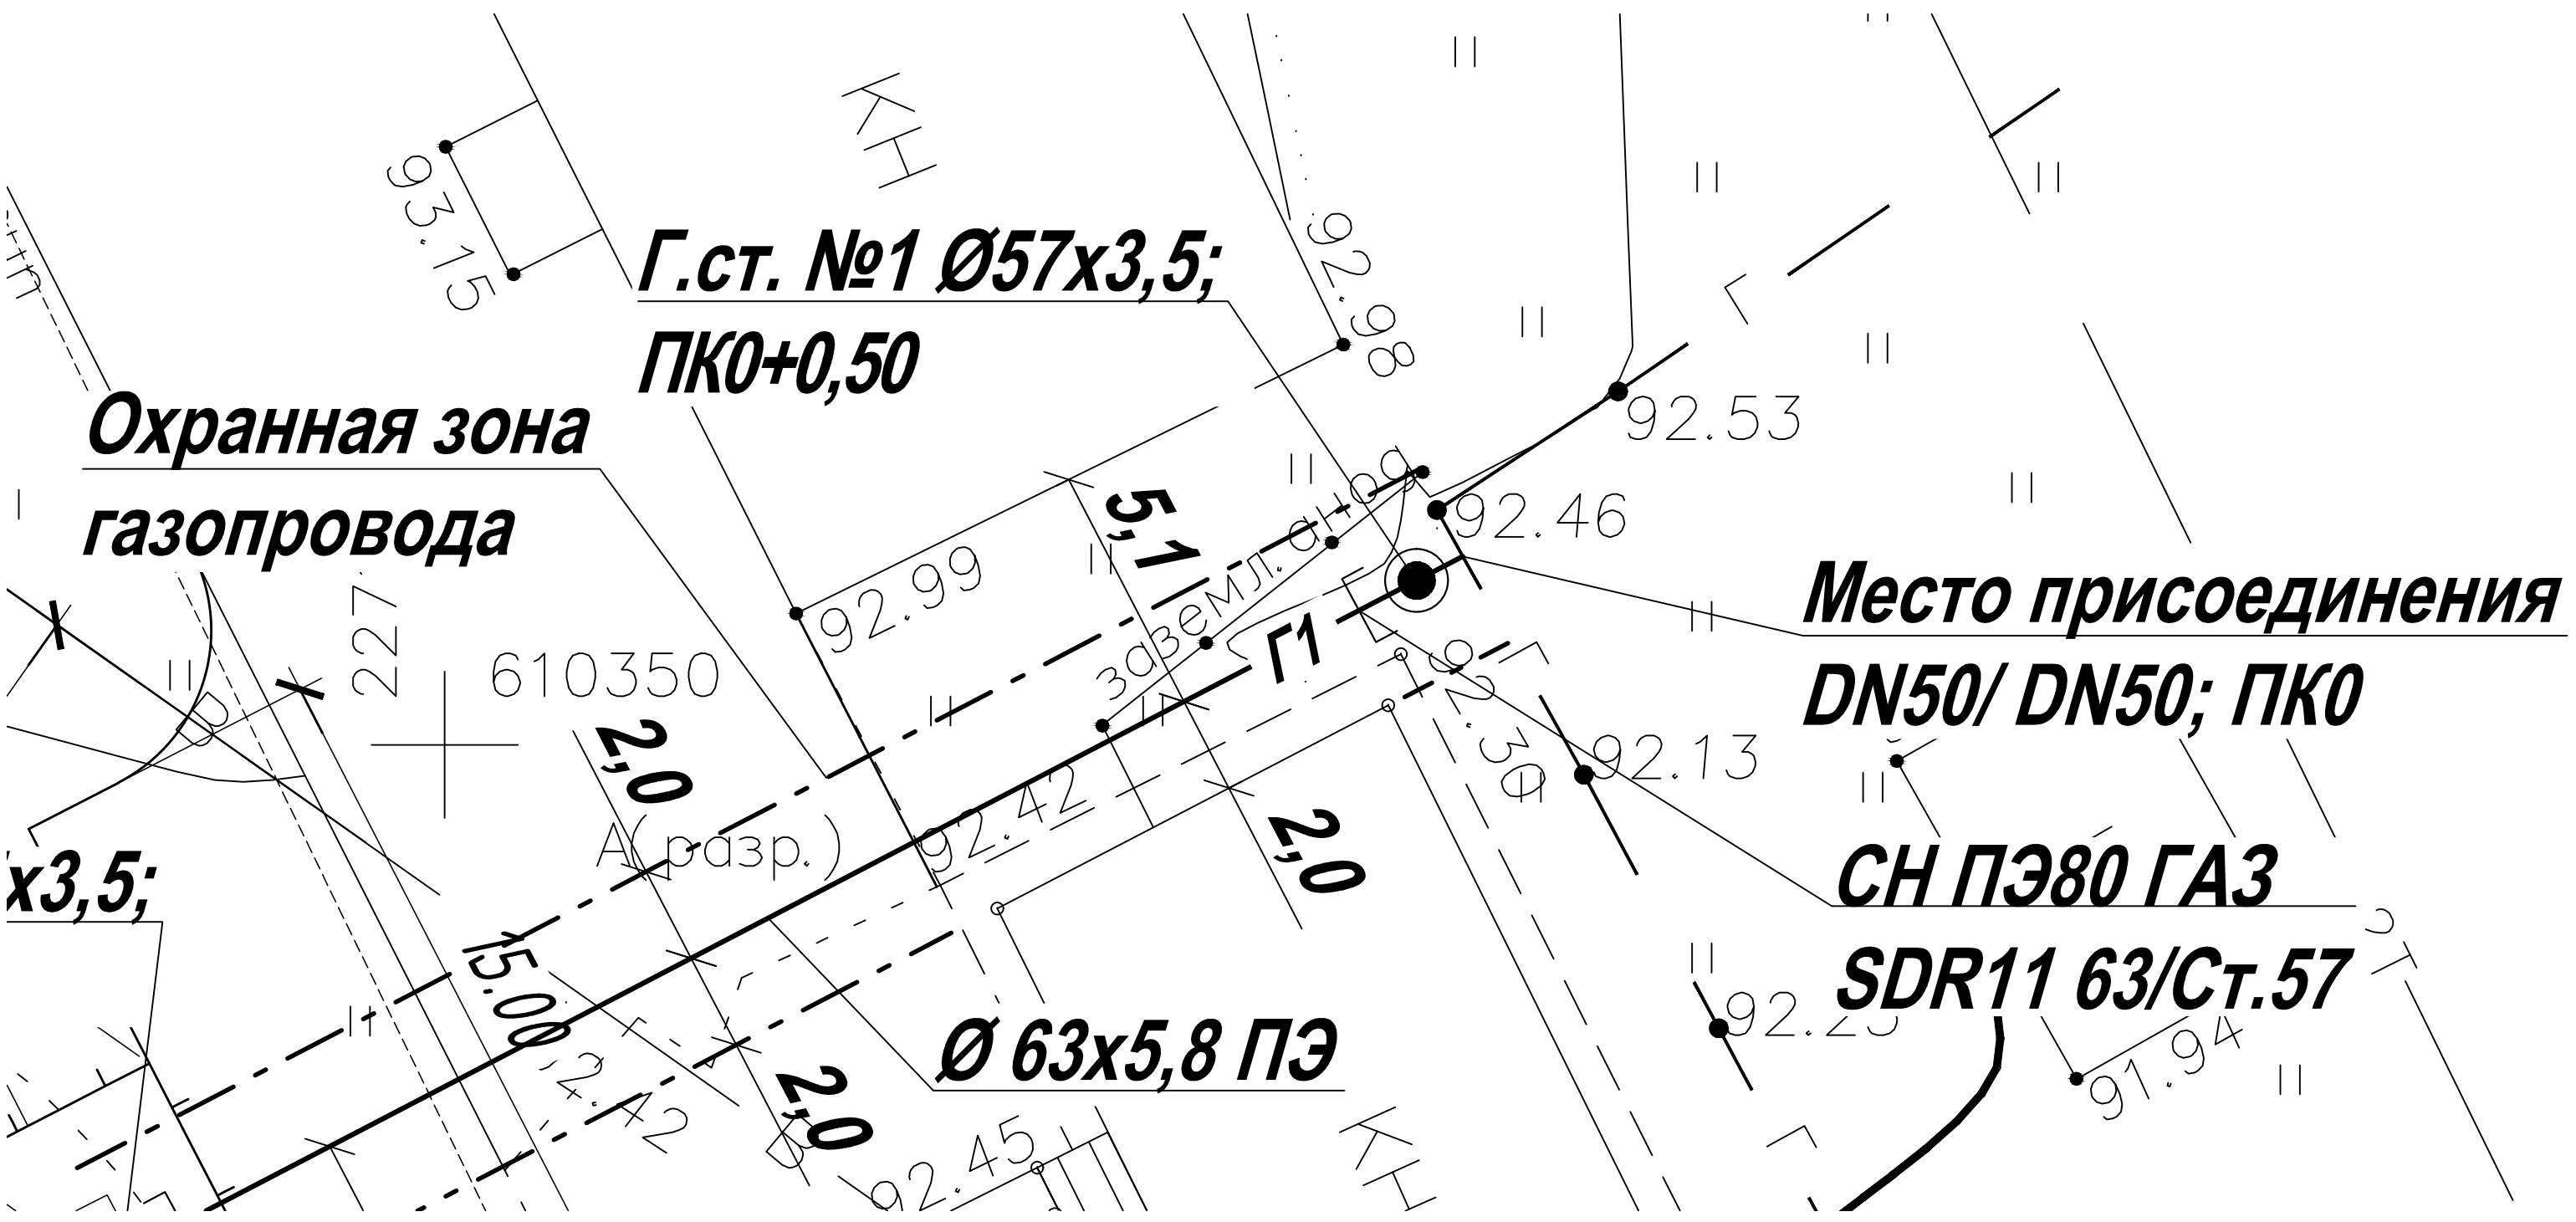 КН
93.15
92.98
Г.ст. №1 Ø57х3,5;
ПК0+0,50
Охранная зона
газопровода
92.53
92.46
5,1
92.99
Место присоединения
DN50/ DN50; ПК0
Г1
227
610350
2,0
А(разр.)
92.42
92.30
92.13
2,0
СН ПЭ80 ГАЗ
SDR11 63/Ст.57
х3,5;
15.00
Ø 63х5,8 ПЭ
2,0
91.94
92.45
КН